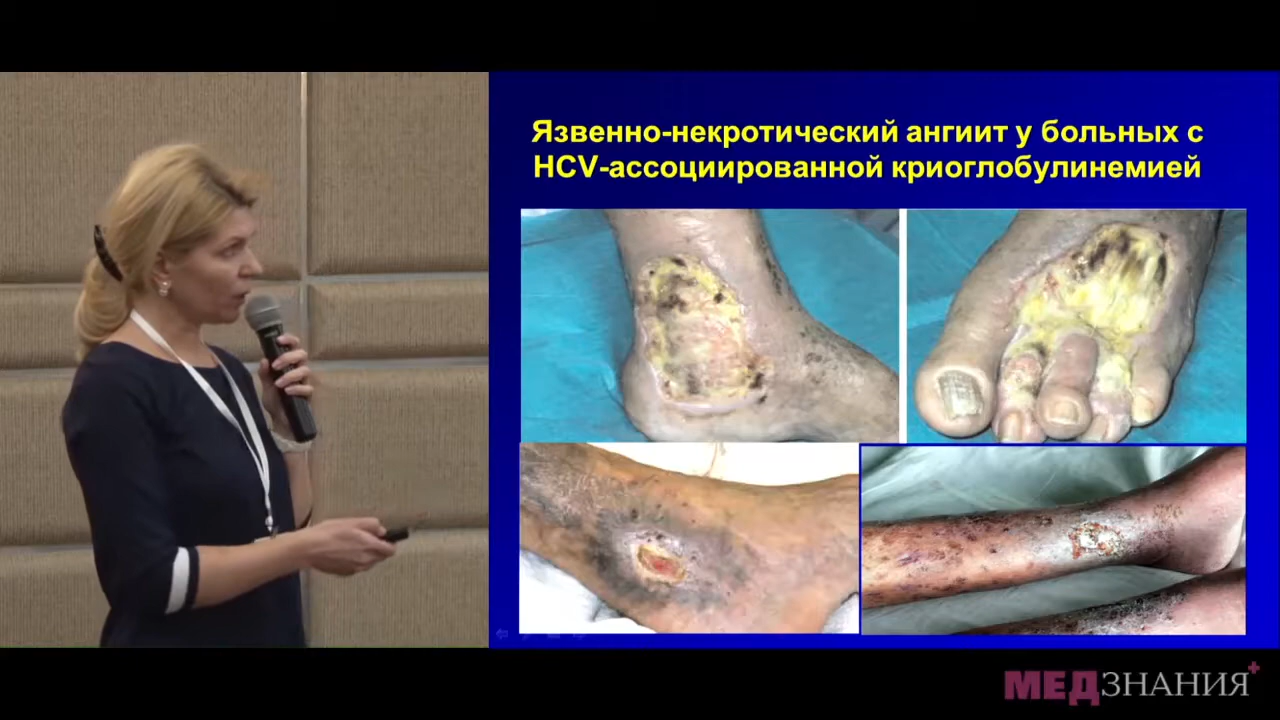 Язвенно-некротический ангиит у больных с
HCV-ассоциированной криоглобулинемией
МЕДЗНАНИЯ+